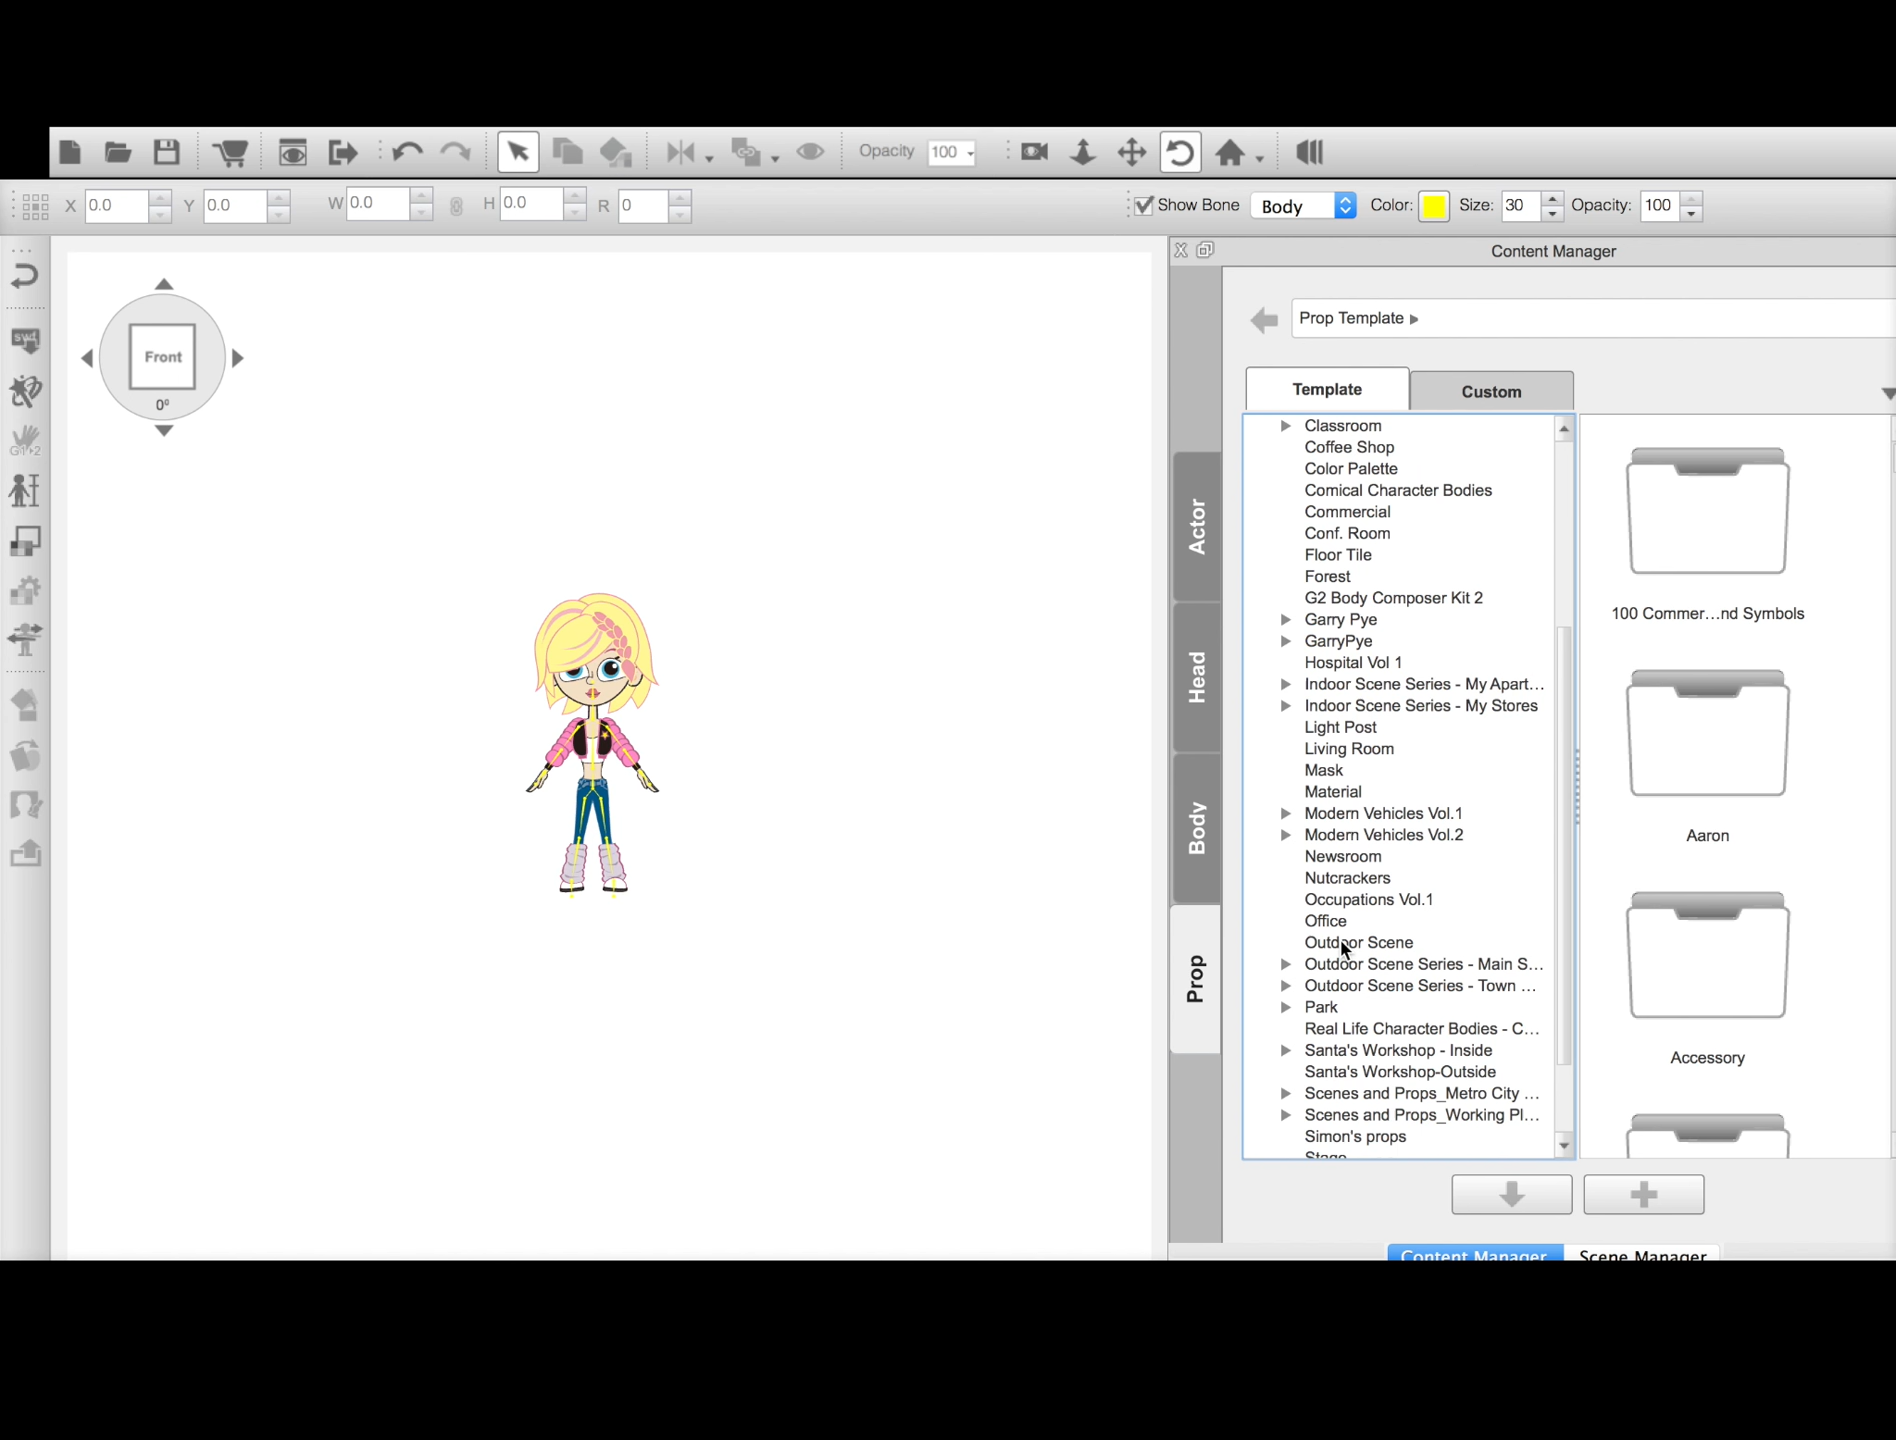 Opacity 100
X 0.0 Y 0.0 W 0.0 H 0.0 R 0 Show Bone Body Color: Size: 30 Opacity: 100
Content Manager
swd
G1 2
Front
0º
Prop Template
Template Custom
Actor
Head
Body
Prop
Classroom
Coffee Shop
Color Palette
Comical Character Bodies
Commercial
Conf. Room
Floor Tile
Forest
G2 Body Composer Kit 2
Garry Pye
GarryPye
Hospital Vol 1
Indoor Scene Series - My Apart...
Indoor Scene Series - My Stores
Light Post
Living Room
Mask
Material
Modern Vehicles Vol.1
Modern Vehicles Vol.2
Newsroom
Nutcrackers
Occupations Vol.1
Office
Outdoor Scene
Outdoor Scene Series - Main S...
Outdoor Scene Series - Town ...
Park
Real Life Character Bodies - C...
Santa's Workshop - Inside
Santa's Workshop-Outside
Scenes and Props_Metro City ...
Scenes and Props_Working Pl...
Simon's props
Stage
100 Commer...nd Symbols
Aaron
Accessory
Content Manager Scene Manager